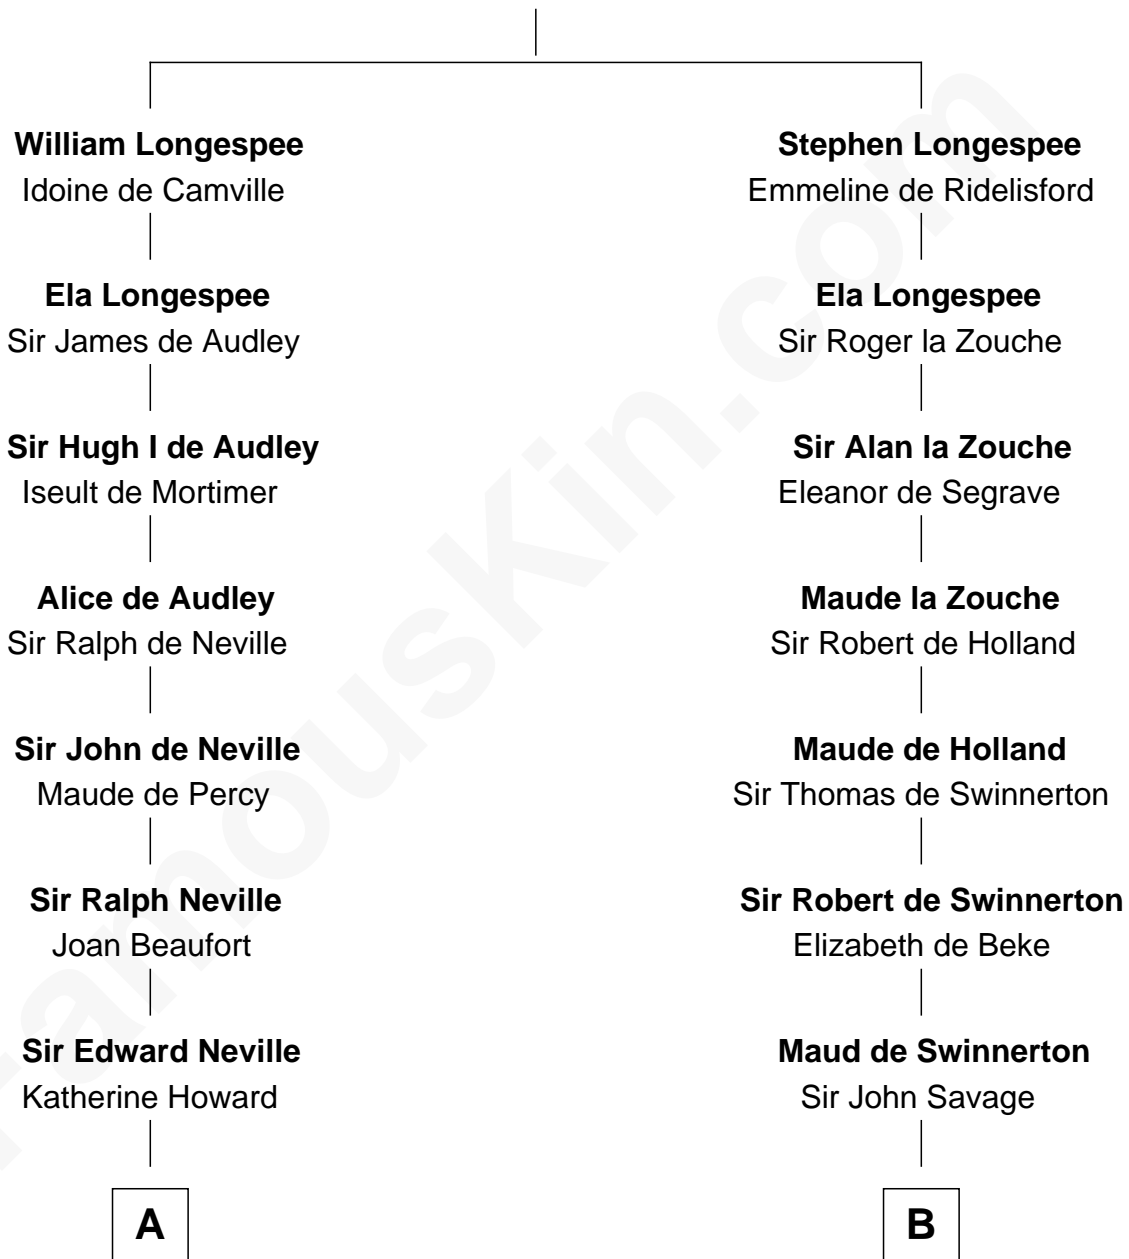 William Longespee
Idoine de Camville
Ela Longespee
Sir James de Audley
Sir Hugh I de Audley
Iseult de Mortimer
Alice de Audley
Sir Ralph de Neville
Sir John de Neville
Maude de Percy
Sir Ralph Neville
Joan Beaufort
Sir Edward Neville
Katherine Howard
A
Stephen Longespee
Emmeline de Ridelisford
Ela Longespee
Sir Roger la Zouche
Sir Alan la Zouche
Eleanor de Segrave
Maude la Zouche
Sir Robert de Holland
Maude de Holland
Sir Thomas de Swinnerton
Sir Robert de Swinnerton
Elizabeth de Beke
Maud de Swinnerton
Sir John Savage
B
FamousKin.com